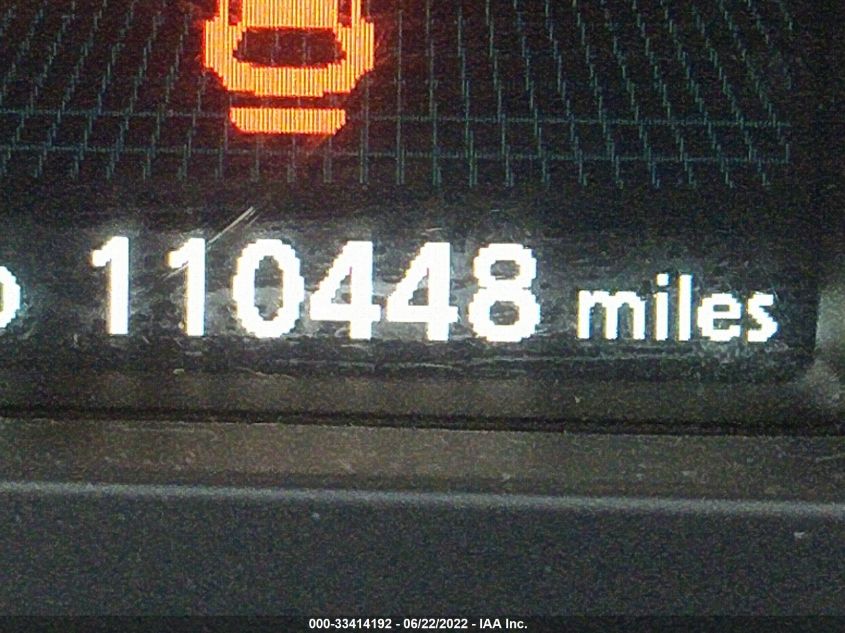 110448 miles
000-33414192 - 06/22/2022 - IAA Inc.